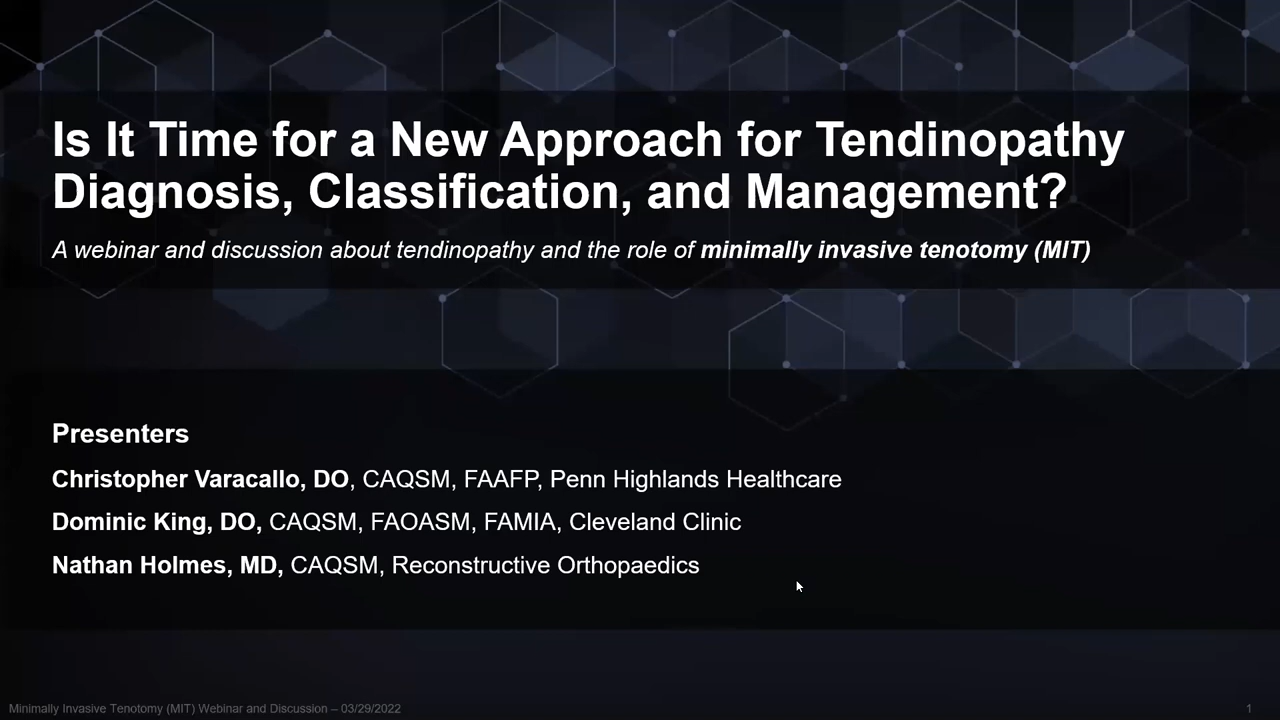 Is It Time for a New Approach for Tendinopathy
Diagnosis, Classification, and Management?
A webinar and discussion about tendinopathy and the role of minimally invasive tenotomy (MIT)
Presenters
Christopher Varacallo, DO, CAQSM, FAAFP, Penn Highlands Healthcare
Dominic King, DO, CAQSM, FAOASM, FAMIA, Cleveland Clinic
Nathan Holmes, MD, CAQSM, Reconstructive Orthopaedics
Minimally Invasive Tenotomy (MIT) Webinar and Discussion – 03/29/2022
1